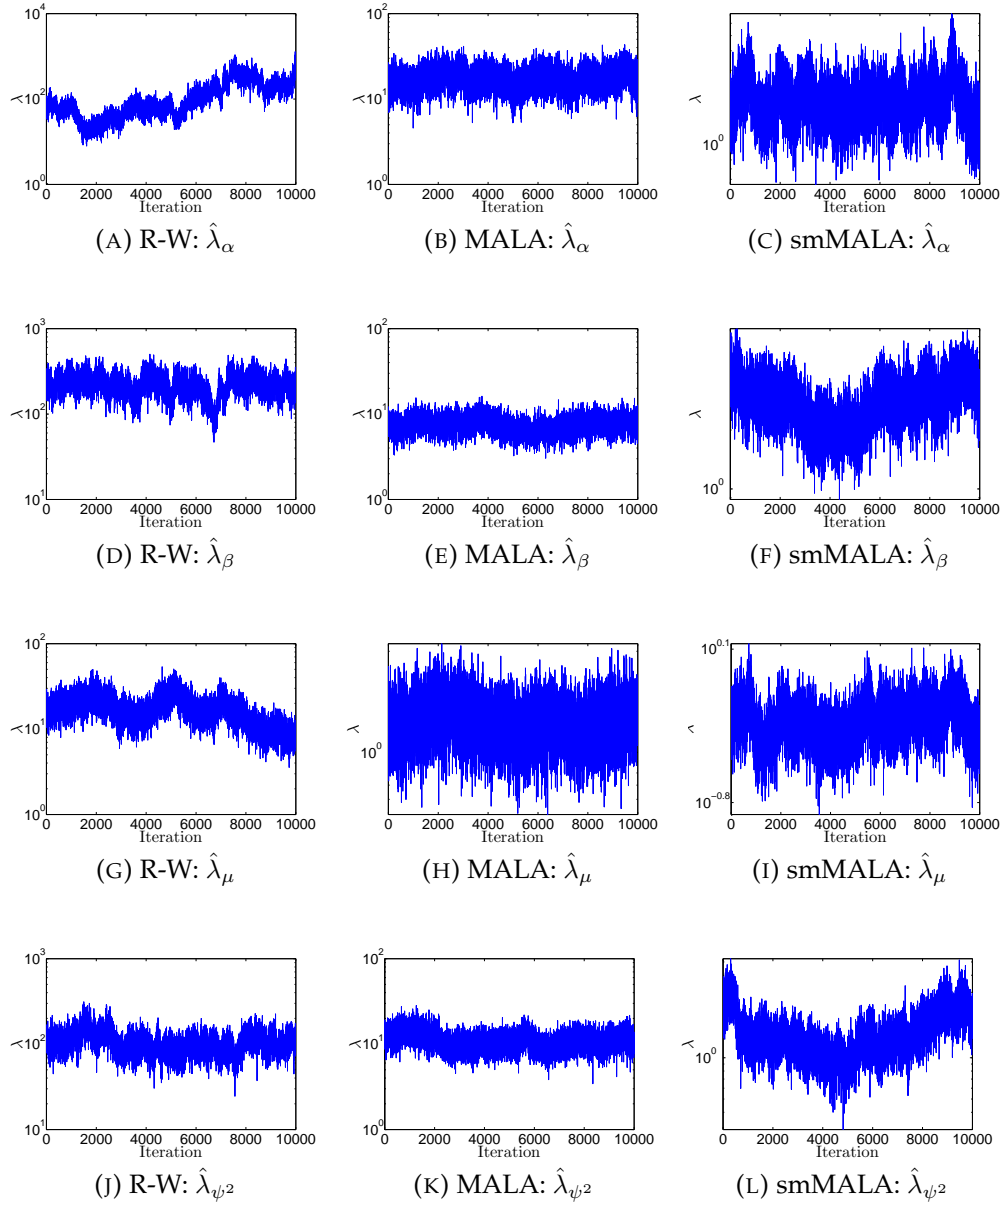 10^4
10^2
10^0
λ
0 2000 4000 6000 8000 10000
Iteration
(A) R-W: λ̂_α
10^2
10^1
10^0
λ
0 2000 4000 6000 8000 10000
Iteration
(B) MALA: λ̂_α
10^0
λ
0 2000 4000 6000 8000 10000
Iteration
(C) smMALA: λ̂_α
10^3
10^2
10^1
λ
0 2000 4000 6000 8000 10000
Iteration
(D) R-W: λ̂_β
10^2
10^1
10^0
λ
0 2000 4000 6000 8000 10000
Iteration
(E) MALA: λ̂_β
10^0
λ
0 2000 4000 6000 8000 10000
Iteration
(F) smMALA: λ̂_β
10^2
10^1
10^0
λ
0 2000 4000 6000 8000 10000
Iteration
(G) R-W: λ̂_μ
10^0
λ
0 2000 4000 6000 8000 10000
Iteration
(H) MALA: λ̂_μ
10^0.1
10^-0.8
0 2000 4000 6000 8000 10000
Iteration
(I) smMALA: λ̂_μ
10^3
10^2
10^1
λ
0 2000 4000 6000 8000 10000
Iteration
(J) R-W: λ̂_ψ²
10^2
10^1
10^0
λ
0 2000 4000 6000 8000 10000
Iteration
(K) MALA: λ̂_ψ²
10^0
λ
0 2000 4000 6000 8000 10000
Iteration
(L) smMALA: λ̂_ψ²